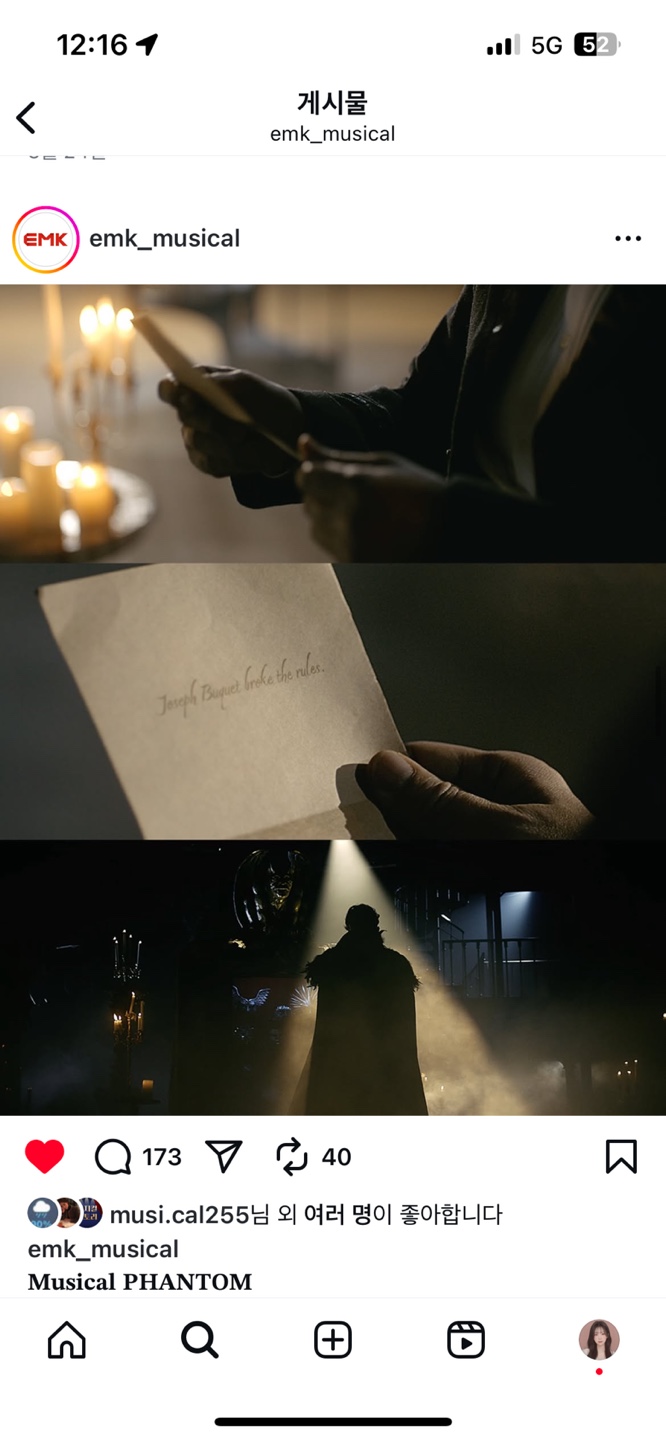 12:16
5G
52
게시물
emk_musical
EMK
emk_musical
Joseph Buquet broke the rules.
173
40
musi.cal255님 외 여러 명이 좋아합니다
emk_musical
Musical PHANTOM